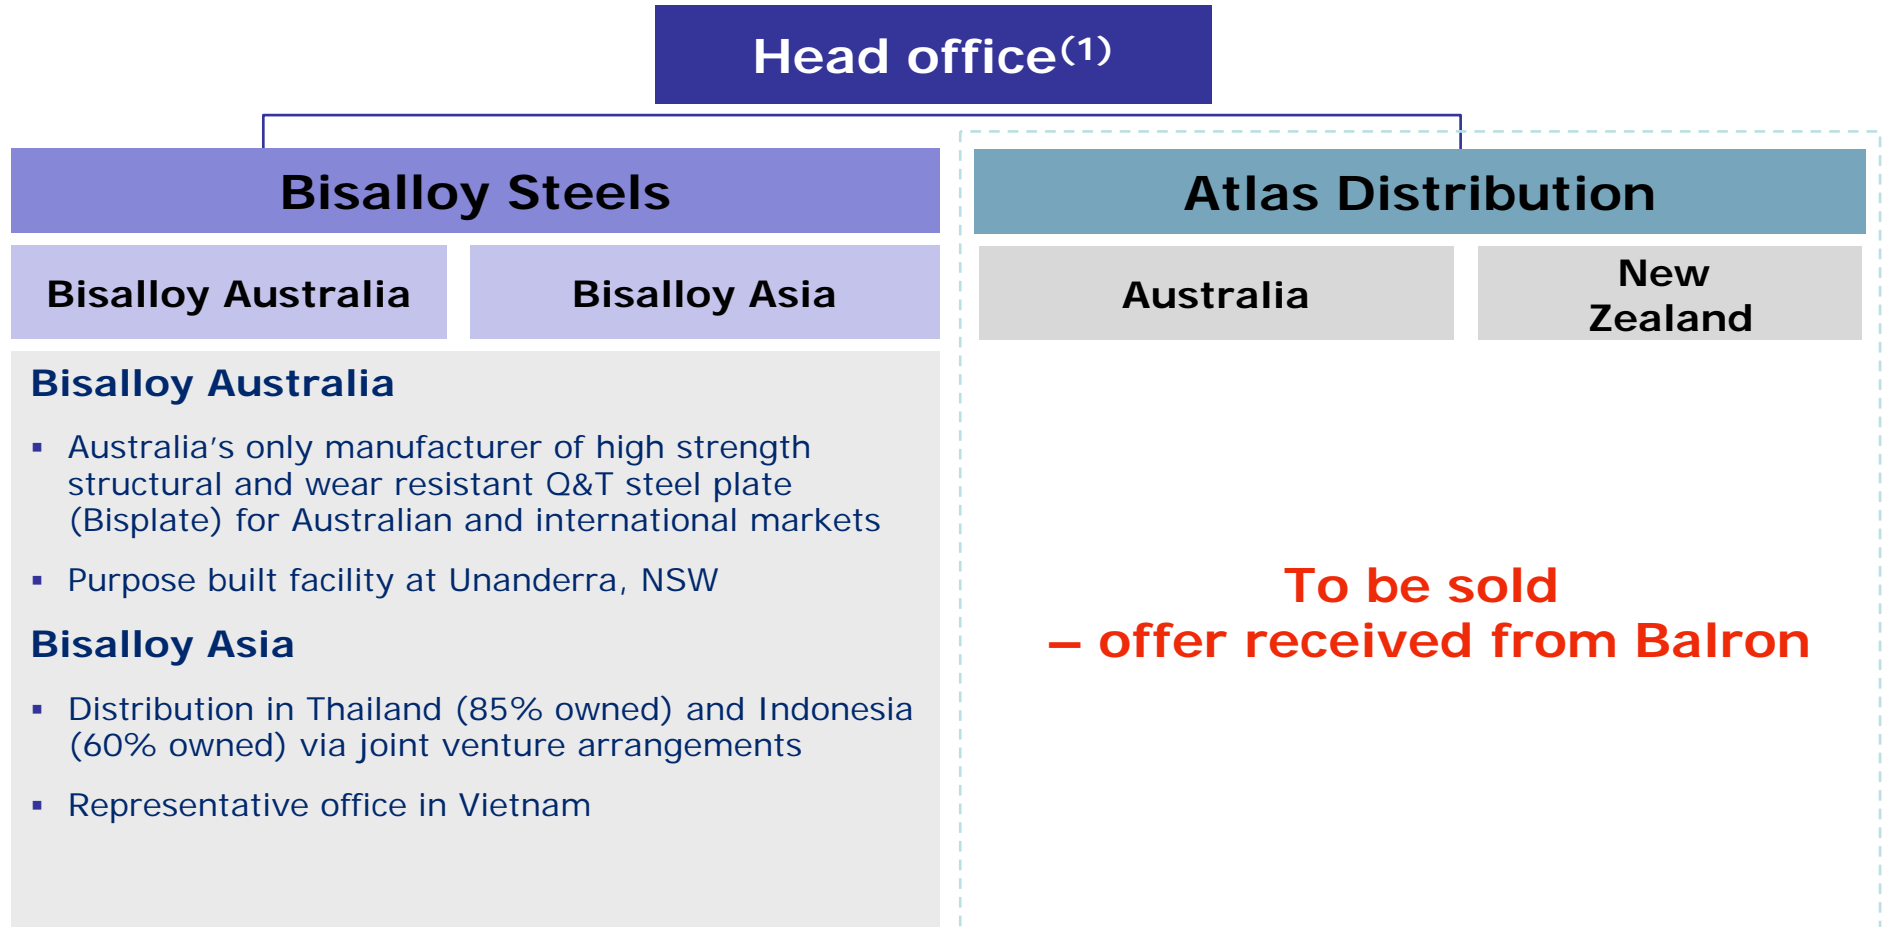 Head office(1)
Bisalloy Steels
Atlas Distribution
Bisalloy Australia
Bisalloy Asia
Australia
New
Zealand
Bisalloy Australia
▪ Australia's only manufacturer of high strength
structural and wear resistant Q&T steel plate
(Bisplate) for Australian and international markets
▪ Purpose built facility at Unanderra, NSW
Bisalloy Asia
▪ Distribution in Thailand (85% owned) and Indonesia
(60% owned) via joint venture arrangements
▪ Representative office in Vietnam
To be sold
– offer received from Balron